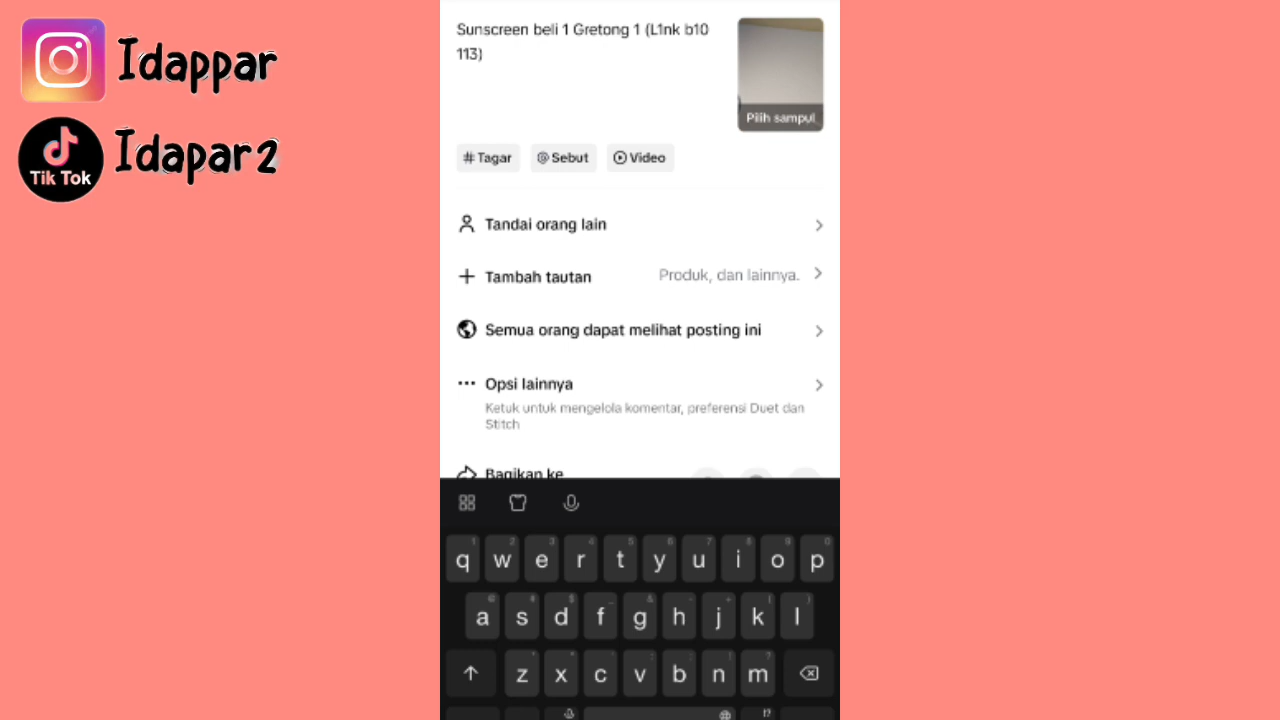 Idappar
Tik Tok
Idapar2
Sunscreen beli 1 Gretong 1 (L1nk b10
113)
Pilih sampul
# Tagar
@ Sebut
Video
Tandai orang lain
Tambah tautan
Produk, dan lainnya.
Semua orang dapat melihat posting ini
Opsi lainnya
Ketuk untuk mengelola komentar, preferensi Duet dan
Stitch
Bagikan ke
q w e r t y u i o p
a s d f g h j k l
z x c v b n m